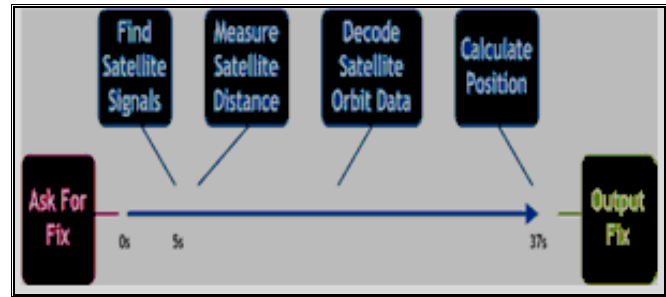 Find
Satellite
Signals
Measure
Satellite
Distance
Decode
Satellite
Orbit Data
Calculate
Position
Ask For
Fix
0s
5s
37s
Output
Fix